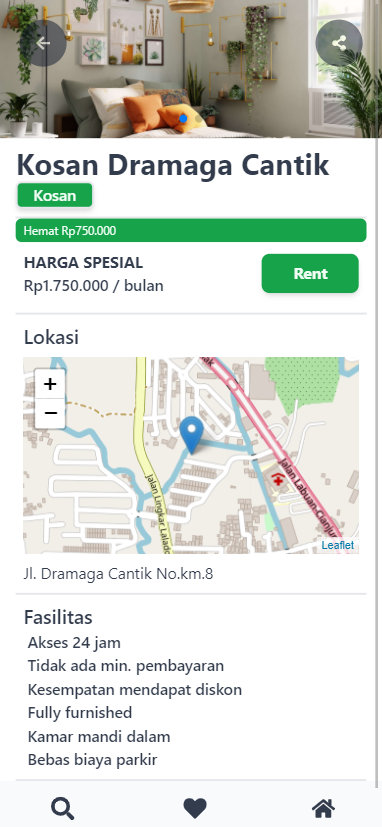 Kosan Dramaga Cantik
Kosan
Hemat Rp750.000
HARGA SPESIAL
Rp1.750.000 / bulan
Rent
Lokasi
+
−
Jalan Lingkar Laladon
Jalan Labuan-Cianjur
Leaflet
Jl. Dramaga Cantik No.km.8
Fasilitas
Akses 24 jam
Tidak ada min. pembayaran
Kesempatan mendapat diskon
Fully furnished
Kamar mandi dalam
Bebas biaya parkir